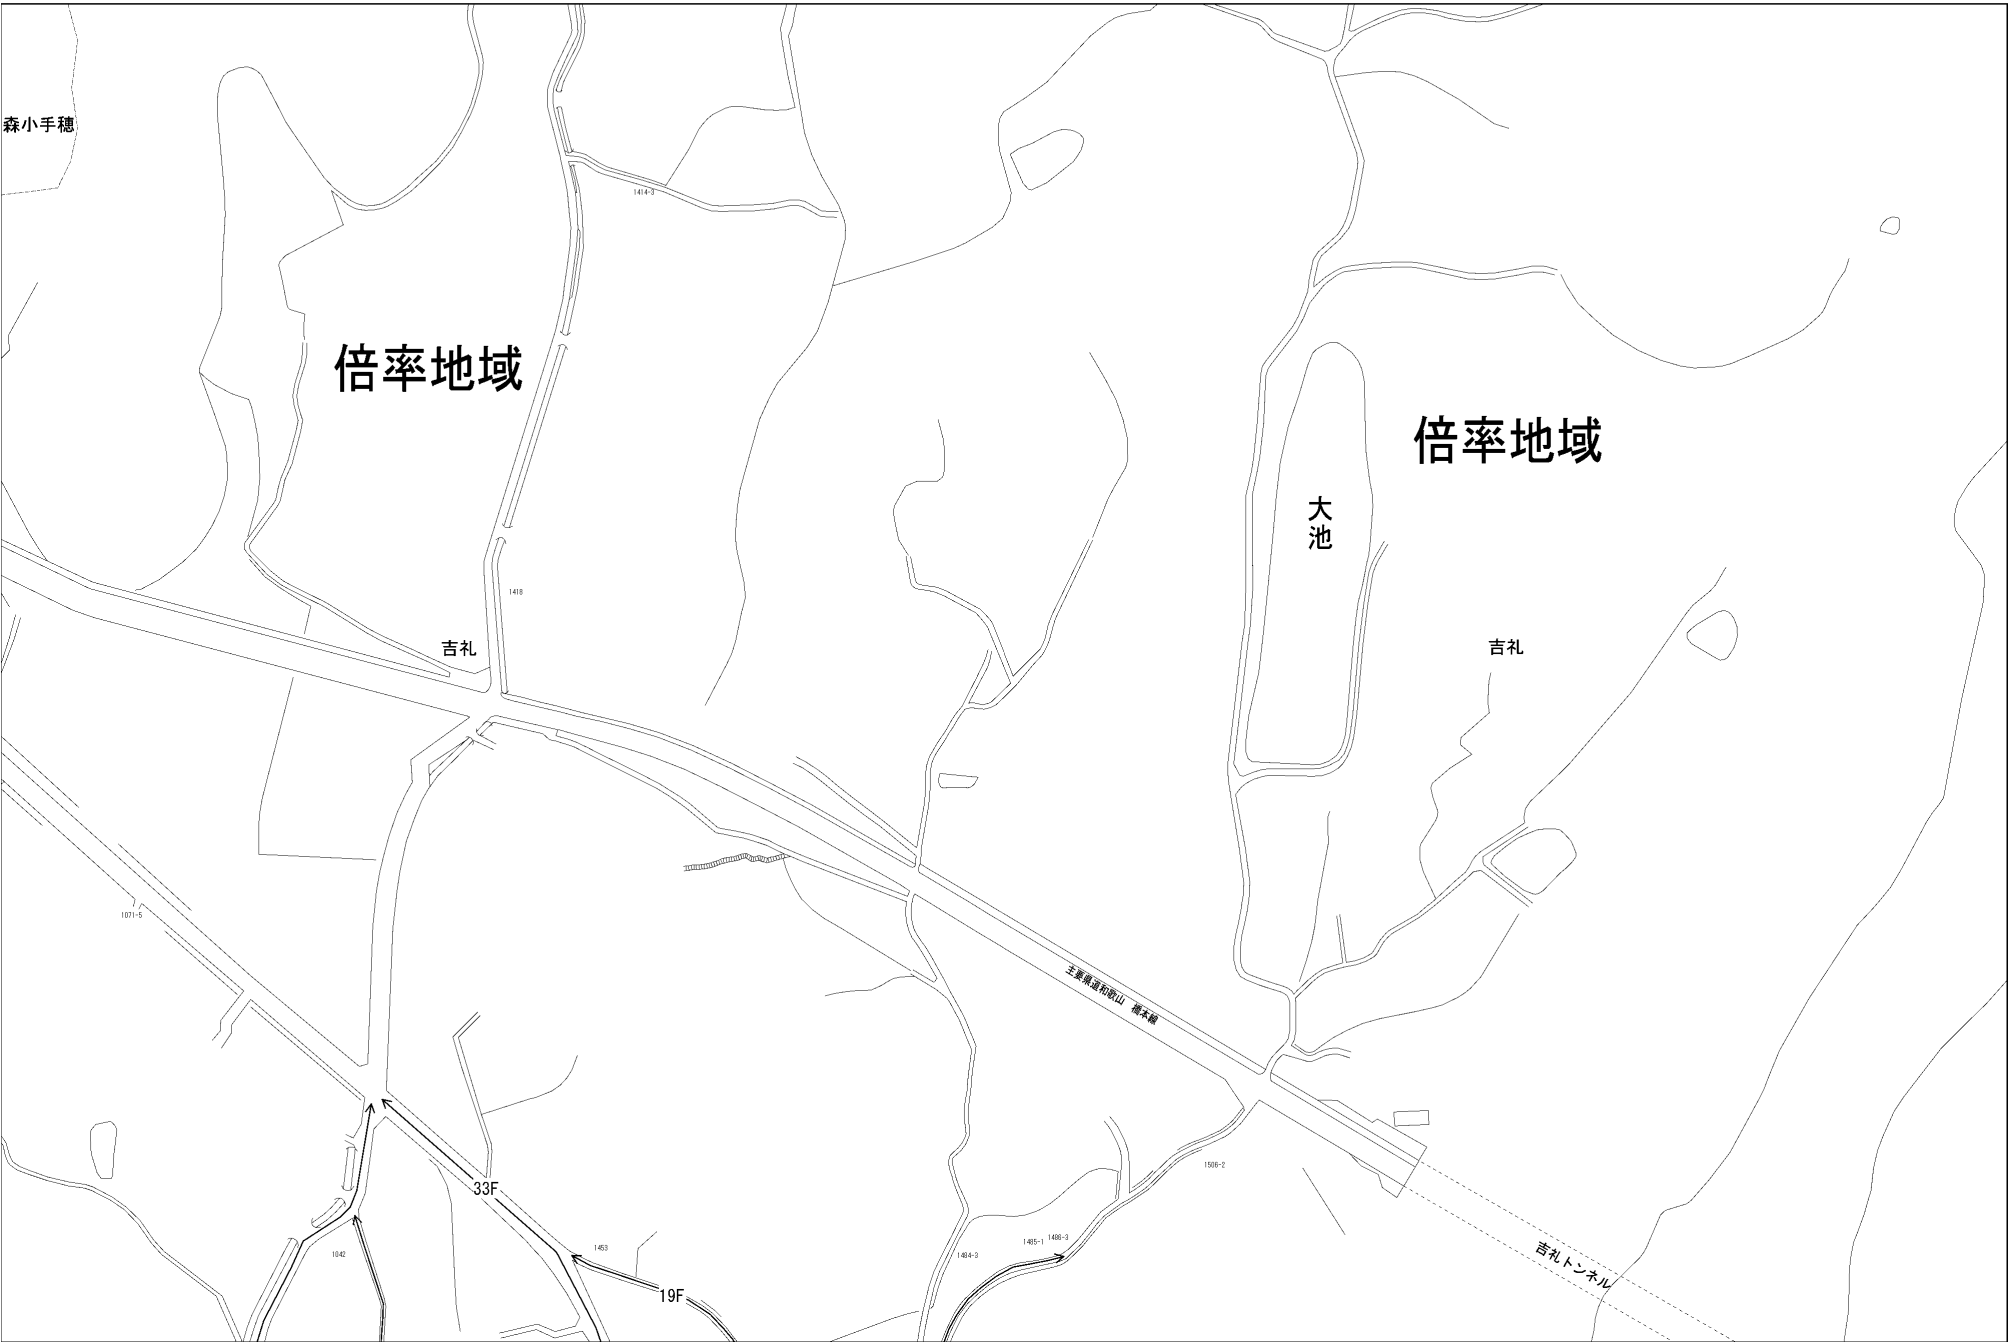 森小手穂
1414-3
倍率地域
倍率地域
大池
1418
吉礼
吉礼
1071-5
主要県道和歌山 橋本線
1506-2
33F
1042
1453
1484-3
1485-1
1486-3
19F
吉礼トンネル